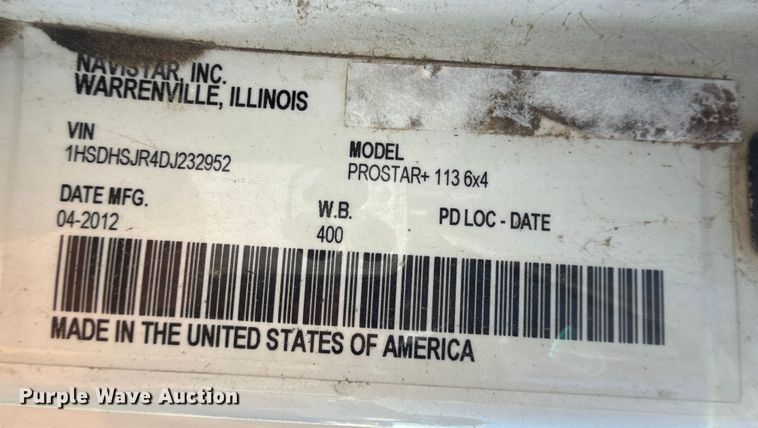 NAVISTAR, INC.
WARRENVILLE, ILLINOIS
VIN
1HSDHSJR4DJ232952
MODEL
PROSTAR+ 113 6x4
DATE MFG.
04-2012
W.B.
400
PD LOC - DATE
MADE IN THE UNITED STATES OF AMERICA
Purple Wave Auction